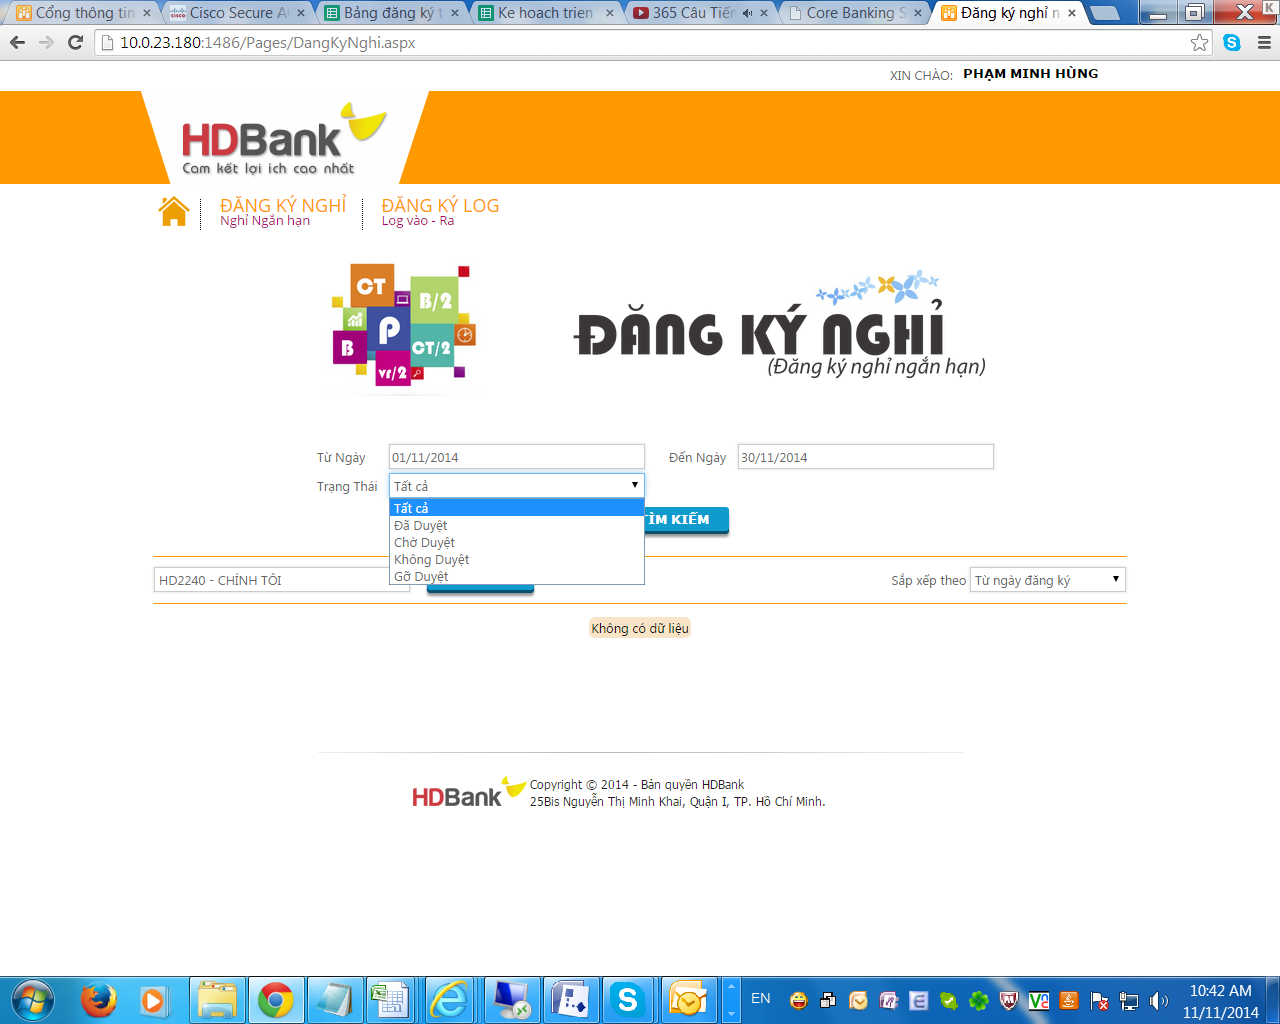 Cổng thông tin
Cisco Secure A
Bảng đăng ký t
Ke hoach trien
365 Câu Tiến
Core Banking S
Đăng ký nghỉ n
K
10.0.23.180:1486/Pages/DangKyNghi.aspx
XIN CHÀO: PHẠM MINH HÙNG
HDBank
Cam kết lợi ích cao nhất
ĐĂNG KÝ NGHỈ
Nghỉ Ngắn hạn
ĐĂNG KÝ LOG
Log vào - Ra
CT
B/2
P
B
CT/2
vr/2
ĐĂNG KÝ NGHỈ
(Đăng ký nghỉ ngắn hạn)
Từ Ngày 01/11/2014 Đến Ngày 30/11/2014
Trạng Thái Tất cả
Tất cả
Đã Duyệt
Chờ Duyệt
Không Duyệt
Gỡ Duyệt
TÌM KIẾM
HD2240 - CHÍNH TÔI
Sắp xếp theo Từ ngày đăng ký
Không có dữ liệu
HDBank
Copyright © 2014 - Bản quyền HDBank
25Bis Nguyễn Thị Minh Khai, Quận I, TP. Hồ Chí Minh.
EN
10:42 AM
11/11/2014